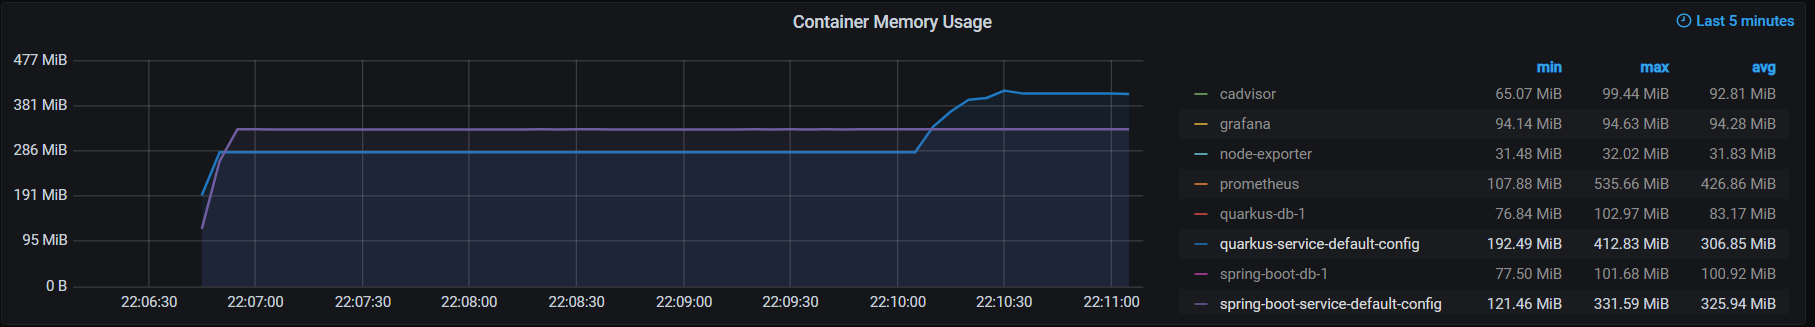 Container Memory Usage
Last 5 minutes
477 MiB
381 MiB
286 MiB
191 MiB
95 MiB
0 B
22:06:30 22:07:00 22:07:30 22:08:00 22:08:30 22:09:00 22:09:30 22:10:00 22:10:30 22:11:00
min max avg
cadvisor 65.07 MiB 99.44 MiB 92.81 MiB
grafana 94.14 MiB 94.63 MiB 94.28 MiB
node-exporter 31.48 MiB 32.02 MiB 31.83 MiB
prometheus 107.88 MiB 535.66 MiB 426.86 MiB
quarkus-db-1 76.84 MiB 102.97 MiB 83.17 MiB
quarkus-service-default-config 192.49 MiB 412.83 MiB 306.85 MiB
spring-boot-db-1 77.50 MiB 101.68 MiB 100.92 MiB
spring-boot-service-default-config 121.46 MiB 331.59 MiB 325.94 MiB